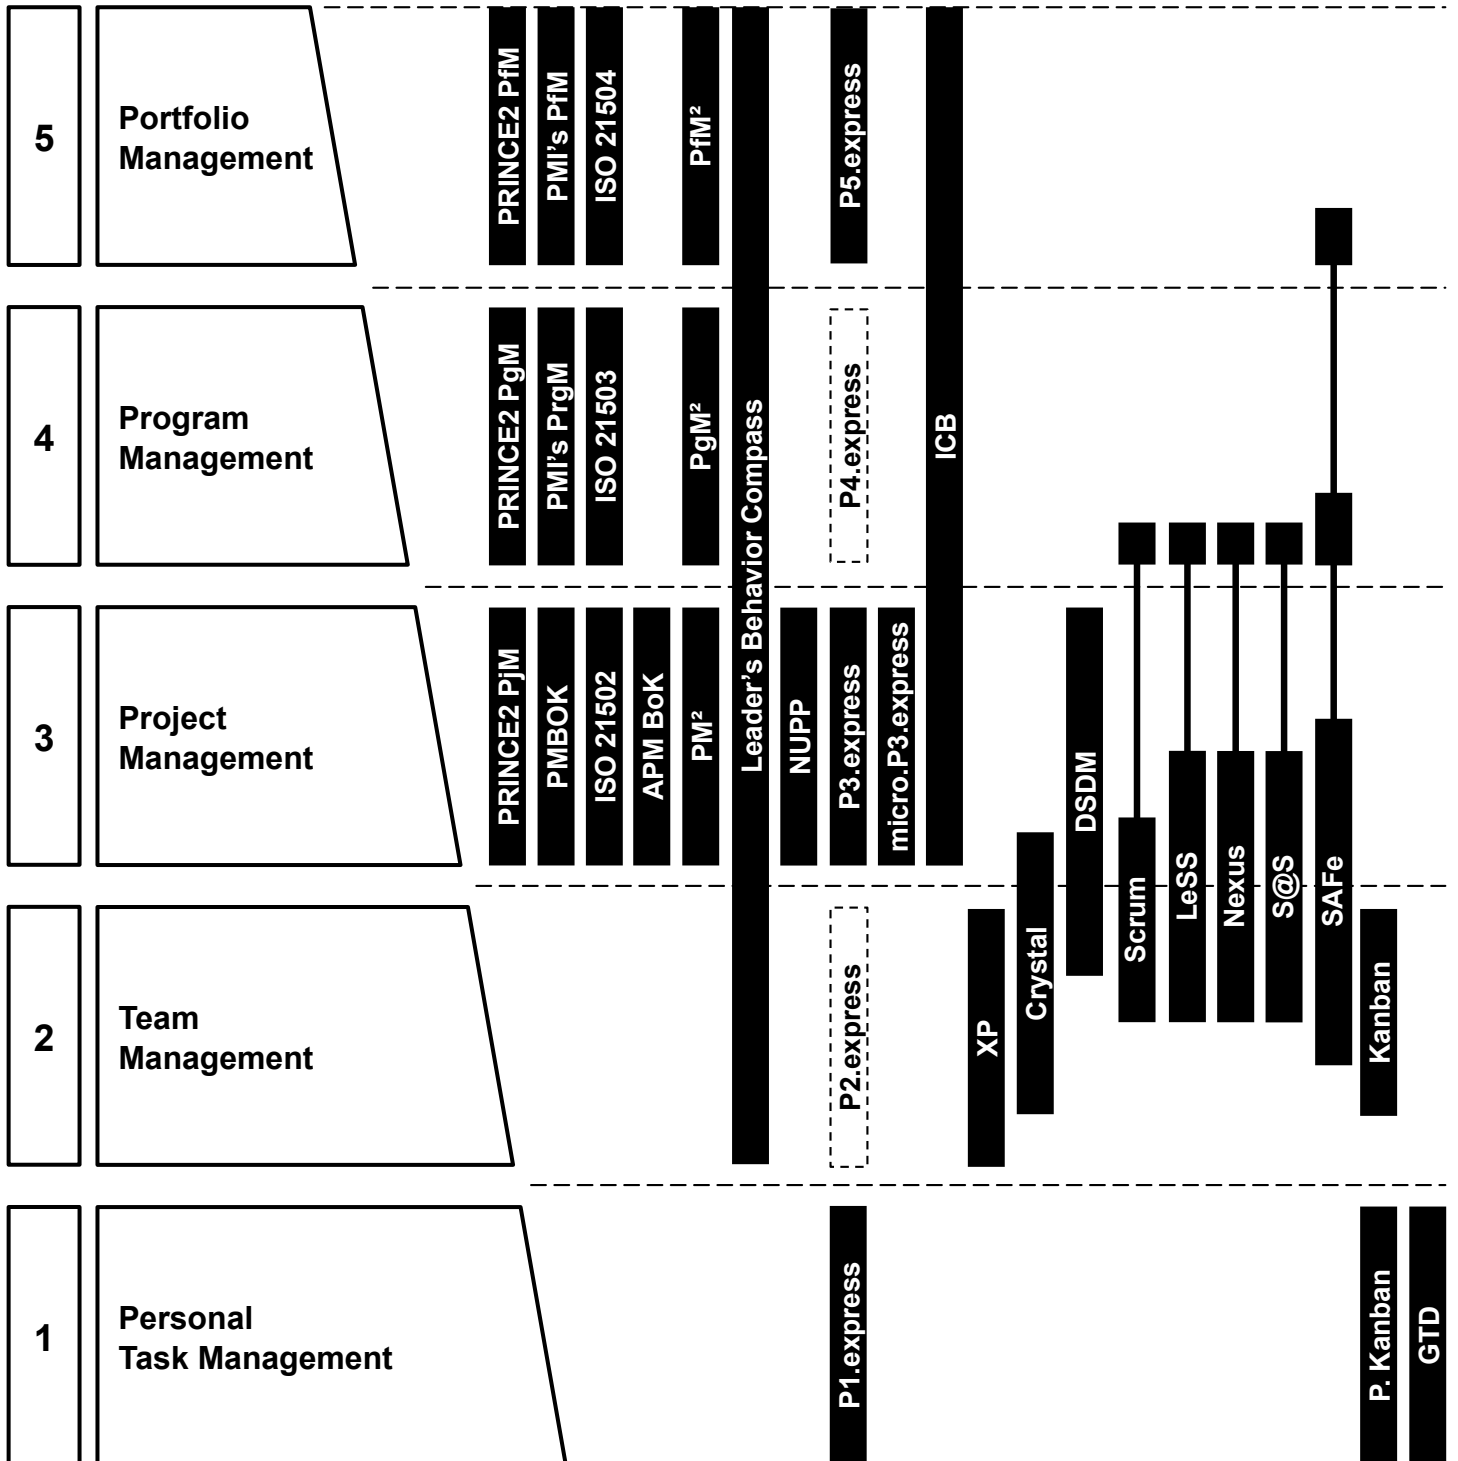 5
Portfolio
Management
PRINCE2 PfM
PMI's PfM
ISO 21504
PfM²
P5.express
4
Program
Management
PRINCE2 PgM
PMI's PrgM
ISO 21503
PgM²
Leader's Behavior Compass
P4.express
ICB
3
Project
Management
PRINCE2 PjM
PMBOK
ISO 21502
APM BoK
PM²
NUPP
P3.express
micro.P3.express
DSDM
2
Team
Management
P2.express
XP
Crystal
Scrum
LeSS
Nexus
S@S
SAFe
Kanban
1
Personal
Task Management
P1.express
P. Kanban
GTD